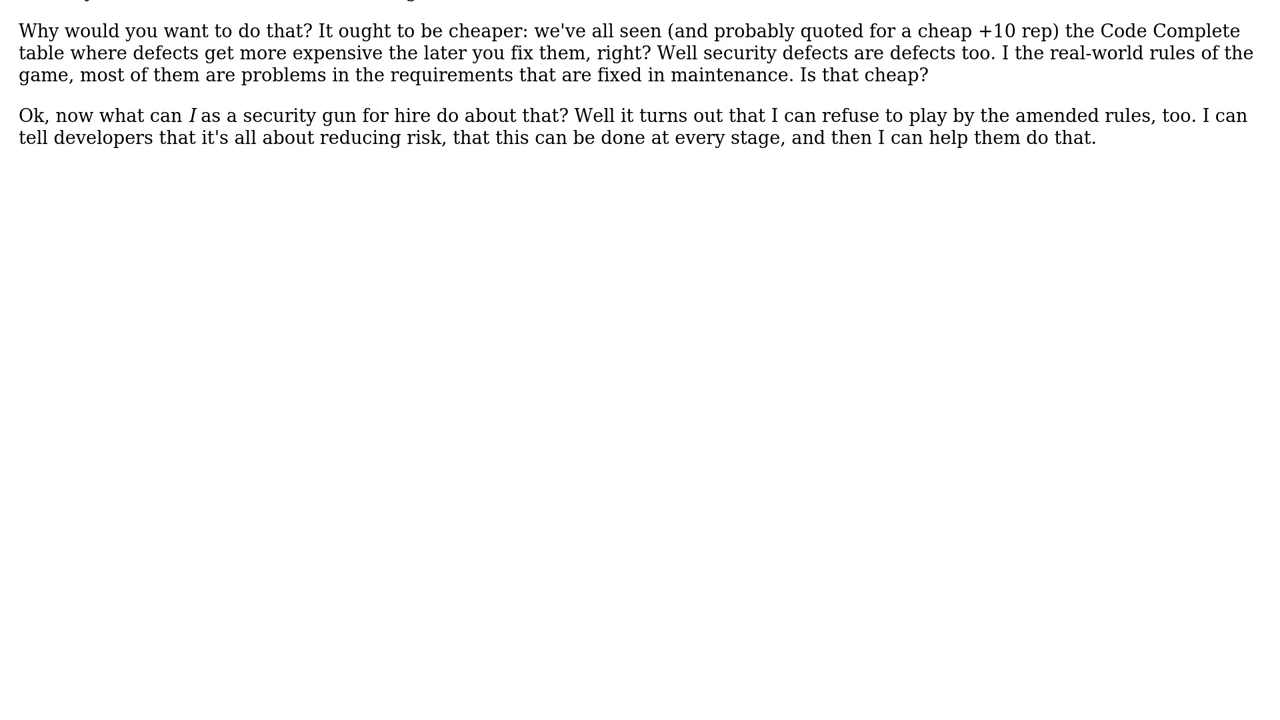 Why would you want to do that? It ought to be cheaper: we've all seen (and probably quoted for a cheap +10 rep) the Code Complete
table where defects get more expensive the later you fix them, right? Well security defects are defects too. I the real-world rules of the
game, most of them are problems in the requirements that are fixed in maintenance. Is that cheap?
Ok, now what can I as a security gun for hire do about that? Well it turns out that I can refuse to play by the amended rules, too. I can
tell developers that it's all about reducing risk, that this can be done at every stage, and then I can help them do that.